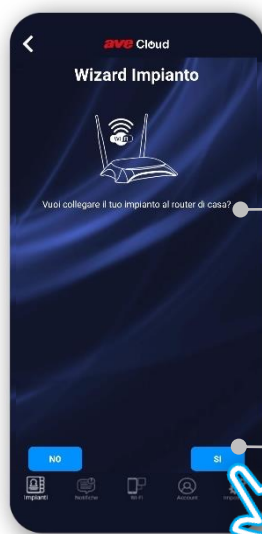 ave Cloud
Wizard Impianto
Wi Fi
Vuoi collegare il tuo impianto al router di casa?
NO
SI
Impianti
Notifiche
Wi-Fi
Account